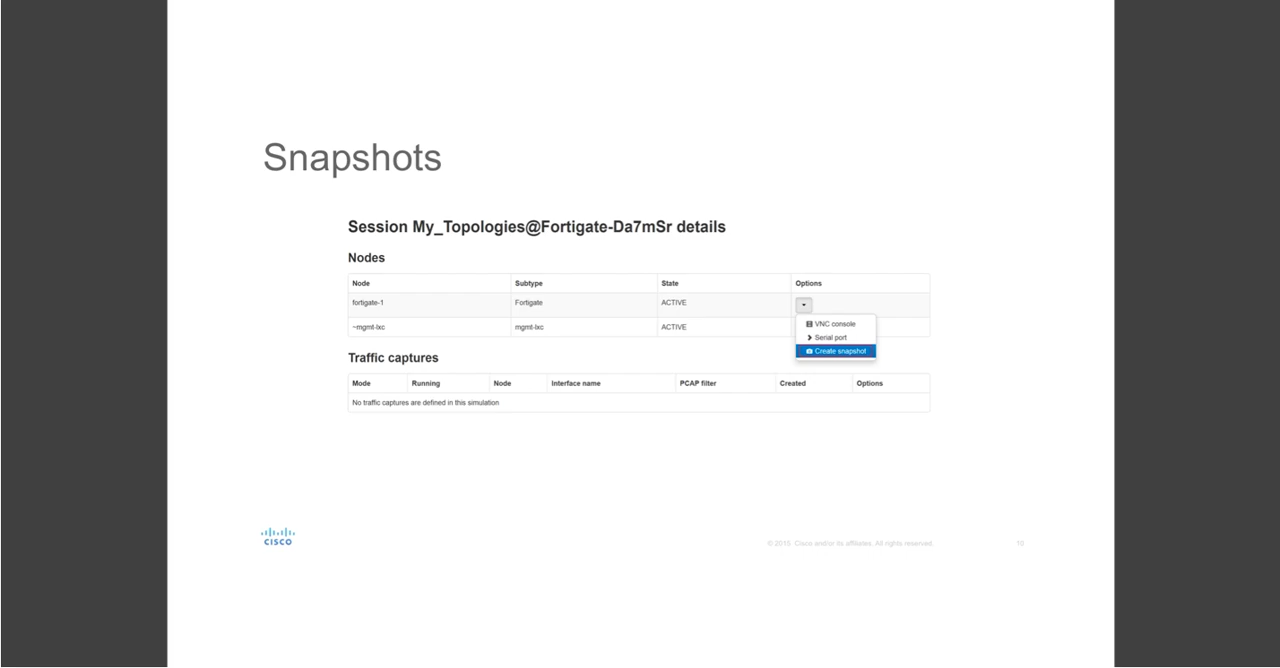 Snapshots
Session My_Topologies@Fortigate-Da7mSr details
Nodes
Node Subtype State Options
fortigate-1 Fortigate ACTIVE
~mgmt-lxc mgmt-lxc ACTIVE
VNC console
Serial port
Create snapshot
Traffic captures
Mode Running Node Interface name PCAP filter Created Options
No traffic captures are defined in this simulation
CISCO
© 2015 Cisco and/or its affiliates. All rights reserved.